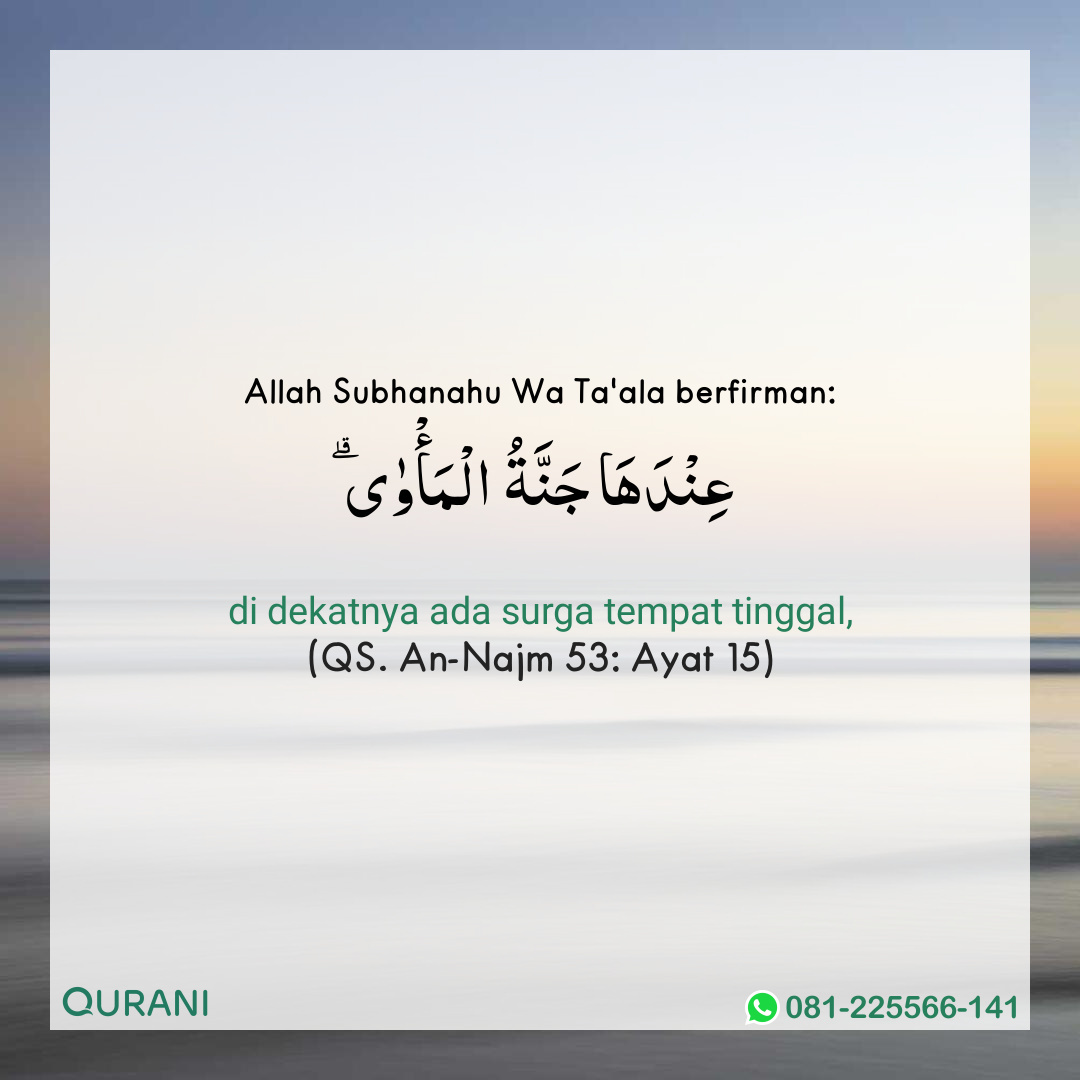 Allah Subhanahu Wa Ta'ala berfirman:
عِنْدَهَا جَنَّةُ الْمَأْوٰى ۗ
di dekatnya ada surga tempat tinggal,
(QS. An-Najm 53: Ayat 15)
QURANI
081-225566-141